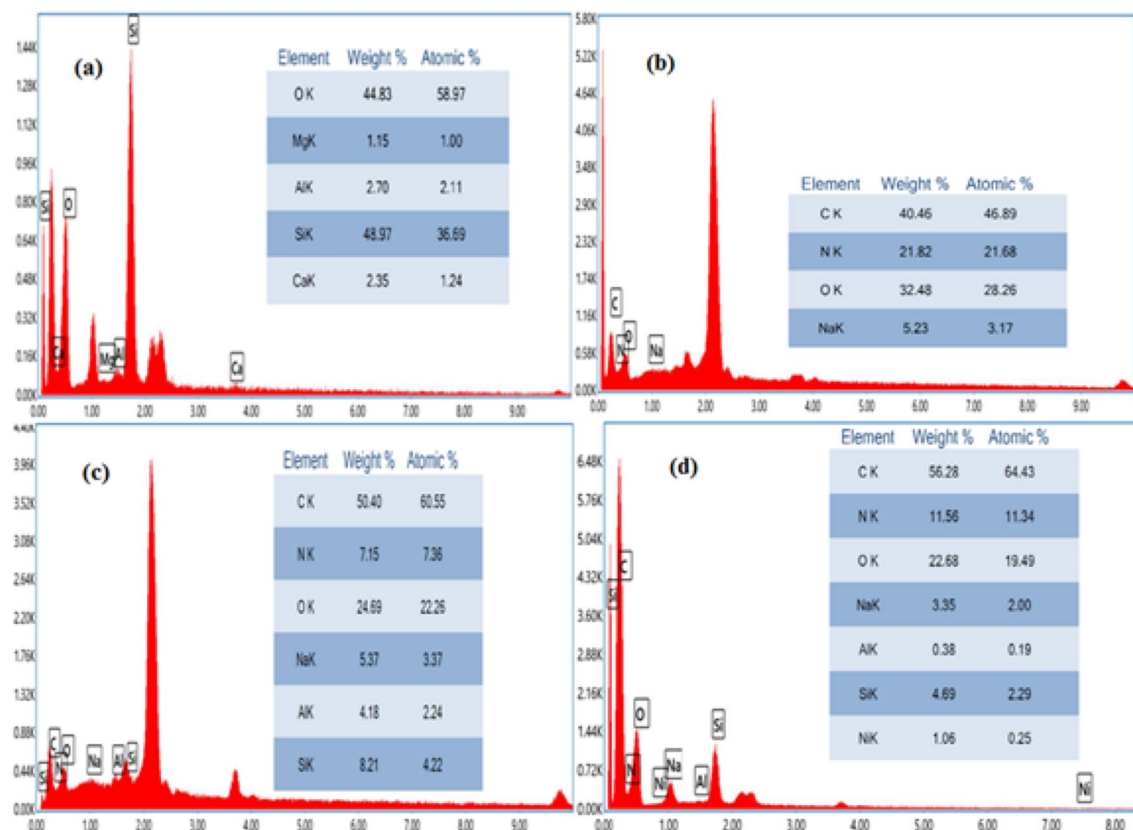 (a)
Element Weight % Atomic %
O K 44.83 58.97
MgK 1.15 1.00
AlK 2.70 2.11
SiK 48.97 36.69
CaK 2.35 1.24
1.44K
1.28K
1.12K
0.96K
0.80K
0.64K
0.48K
0.32K
0.16K
0.00K
Si
Ca
O
Mg
Al
Si
Ca
0.00 1.00 2.00 3.00 4.00 5.00 6.00 7.00 8.00 9.00
(b)
Element Weight % Atomic %
C K 40.46 46.89
N K 21.82 21.68
O K 32.48 28.26
NaK 5.23 3.17
5.80K
5.22K
4.64K
4.06K
3.48K
2.90K
2.32K
1.74K
1.16K
0.58K
0.00K
C
N
O
Na
0.00 1.00 2.00 3.00 4.00 5.00 6.00 7.00 8.00 9.00
(c)
Element Weight % Atomic %
C K 50.40 60.55
N K 7.15 7.36
O K 24.69 22.26
NaK 5.37 3.37
AlK 4.18 2.24
SiK 8.21 4.22
4.40K
3.96K
3.52K
3.08K
2.64K
2.20K
1.76K
1.32K
0.88K
0.44K
0.00K
Si
C
N
O
Na
Al
Si
0.00 1.00 2.00 3.00 4.00 5.00 6.00 7.00 8.00 9.00
(d)
Element Weight % Atomic %
C K 56.28 64.43
N K 11.56 11.34
O K 22.68 19.49
NaK 3.35 2.00
AlK 0.38 0.19
SiK 4.69 2.29
NiK 1.06 0.25
6.48K
5.76K
5.04K
4.32K
3.60K
2.88K
2.16K
1.44K
0.72K
0.00K
Si
C
N
O
Ni
Na
Al
Si
Ni
0.00 1.00 2.00 3.00 4.00 5.00 6.00 7.00 8.00